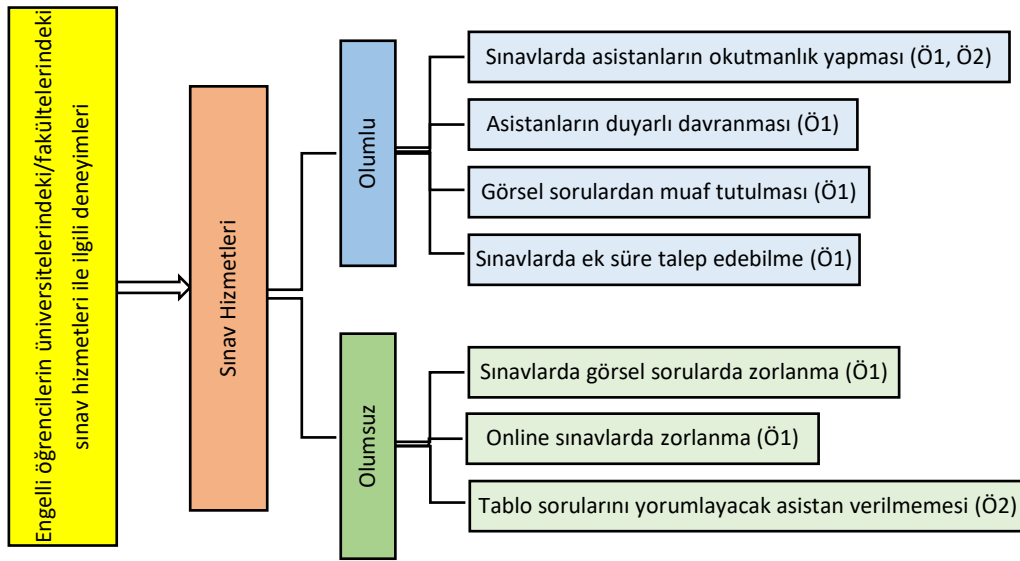 Engelli öğrencilerin üniversitelerindeki/fakültelerindeki
sınav hizmetleri ile ilgili deneyimleri
Sınav Hizmetleri
Olumlu
Sınavlarda asistanların okutmanlık yapması (Ö1, Ö2)
Asistanların duyarlı davranması (Ö1)
Görsel sorulardan muaf tutulması (Ö1)
Sınavlarda ek süre talep edebilme (Ö1)
Olumsuz
Sınavlarda görsel sorularda zorlanma (Ö1)
Online sınavlarda zorlanma (Ö1)
Tablo sorularını yorumlayacak asistan verilmemesi (Ö2)